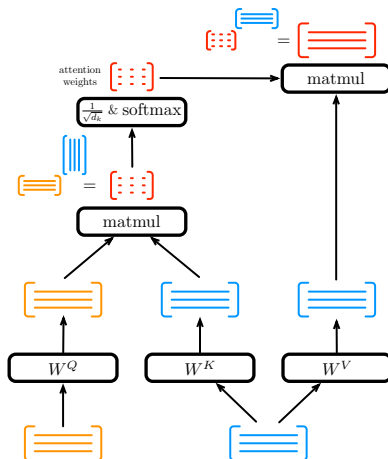 =
attention
weights
matmul
1/√d_k & softmax
=
matmul
W^Q
W^K
W^V